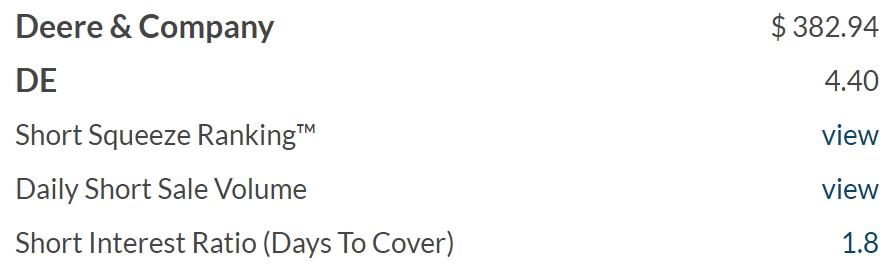 Deere & Company $ 382.94
DE 4.40
Short Squeeze Ranking™ view
Daily Short Sale Volume view
Short Interest Ratio (Days To Cover) 1.8